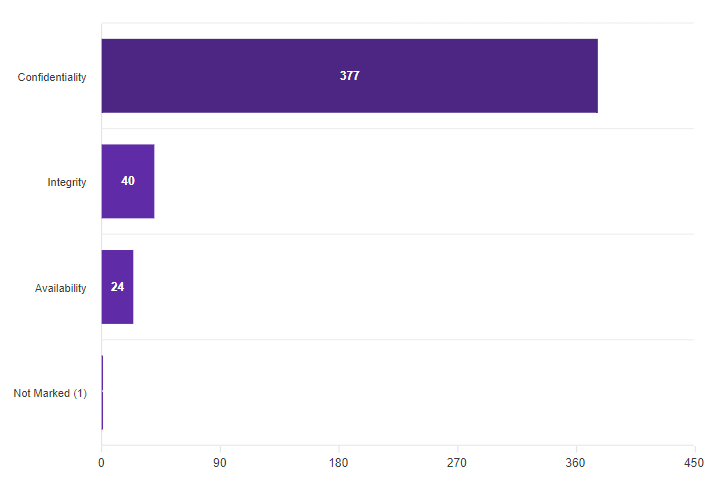 Confidentiality
377
Integrity
40
Availability
24
Not Marked (1)
0 90 180 270 360 450